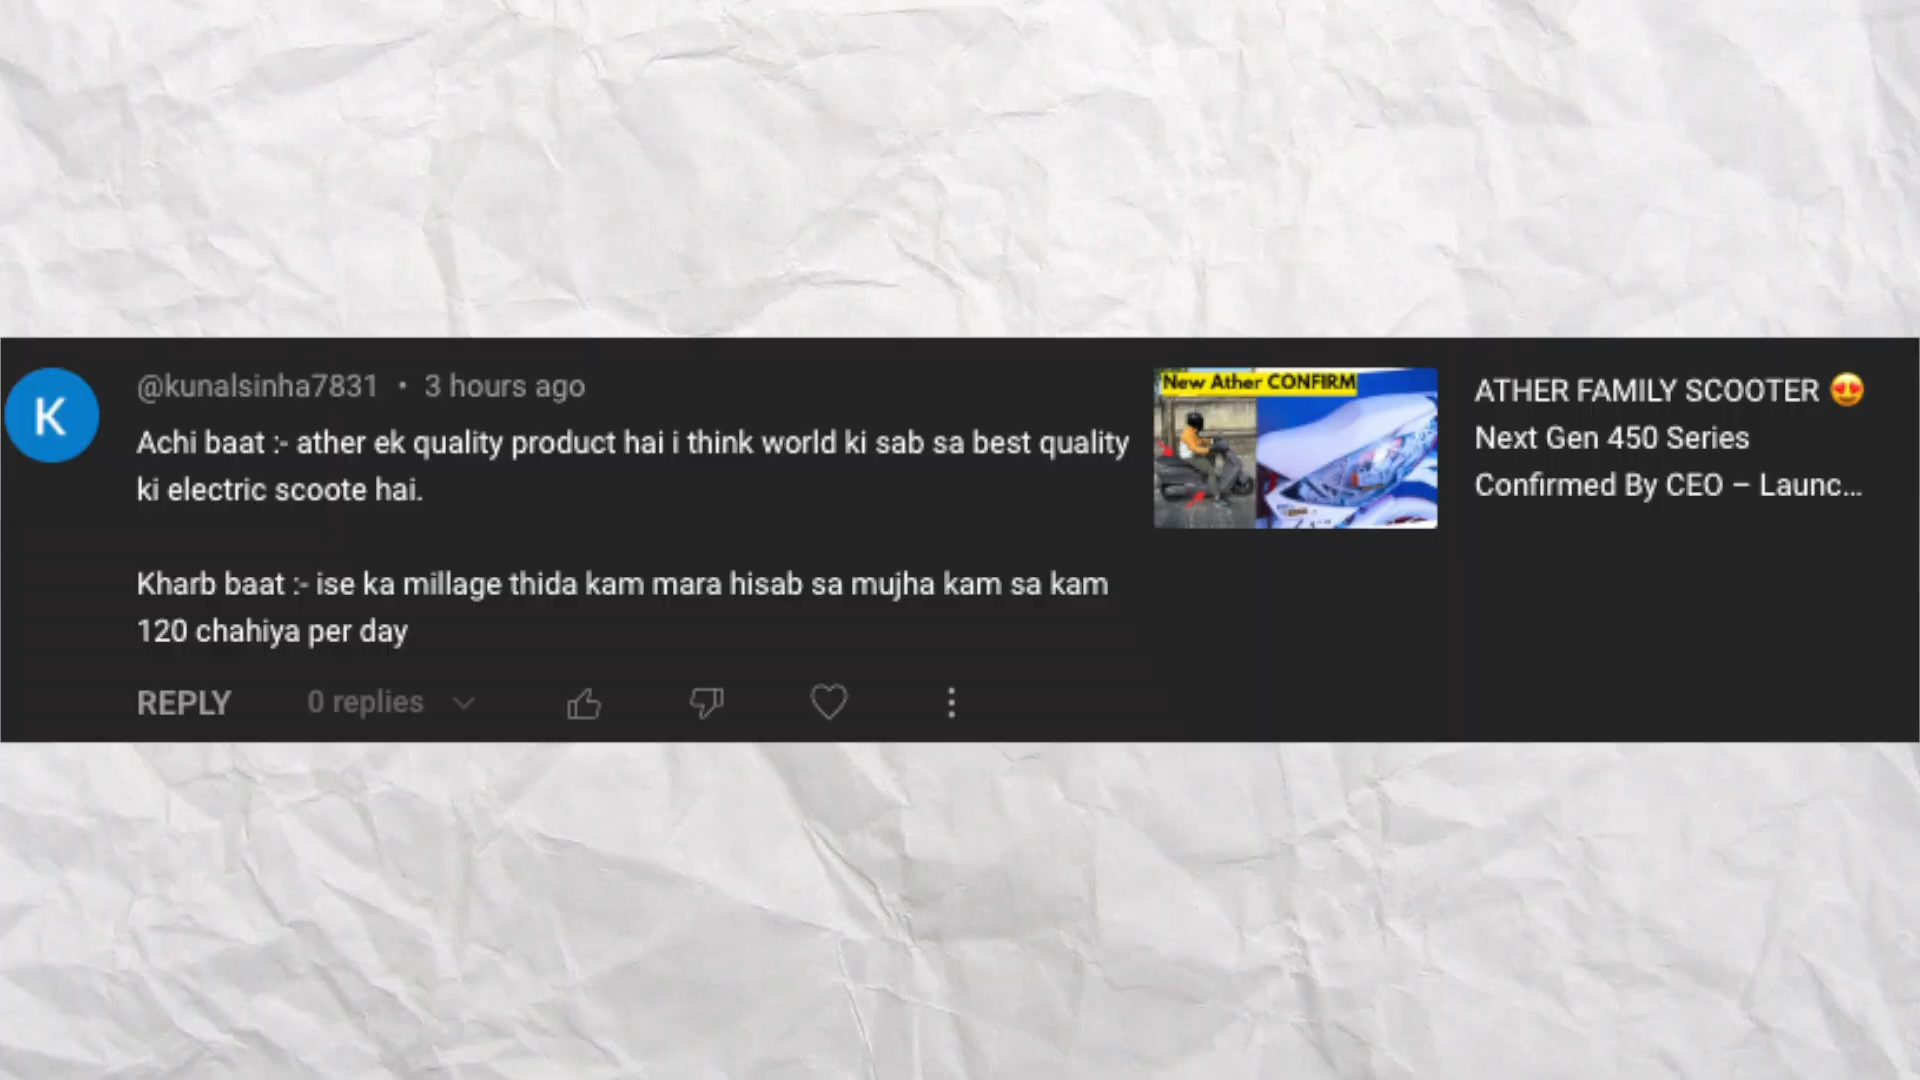 K
@kunalsinha7831 • 3 hours ago
Achi baat :- ather ek quality product hai i think world ki sab sa best quality
ki electric scoote hai.
Kharb baat :- ise ka millage thida kam mara hisab sa mujha kam sa kam
120 chahiya per day
REPLY 0 replies
New Ather CONFIRM
ATHER FAMILY SCOOTER 😍
Next Gen 450 Series
Confirmed By CEO – Launc...